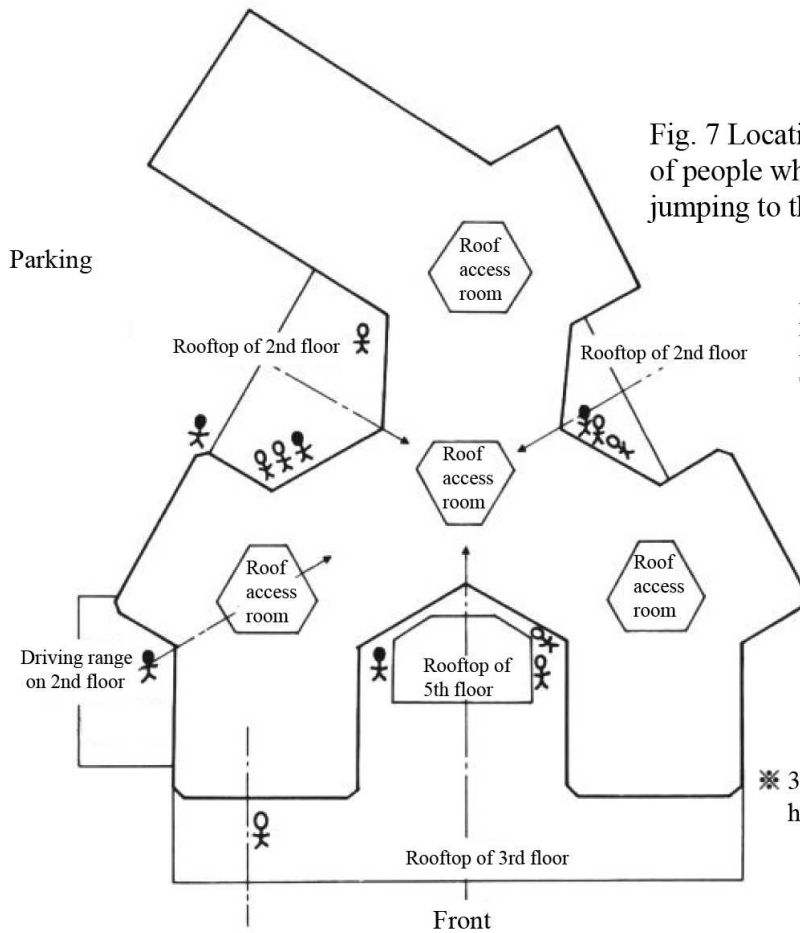 Fig. 7 Locati
of people wh
jumping to th
Roof
access
room
Parking
Rooftop of 2nd floor
Rooftop of 2nd floor
Roof
access
room
Roof
access
room
Roof
access
room
Driving range
on 2nd floor
Rooftop of
5th floor
※ 3
h
Rooftop of 3rd floor
Front